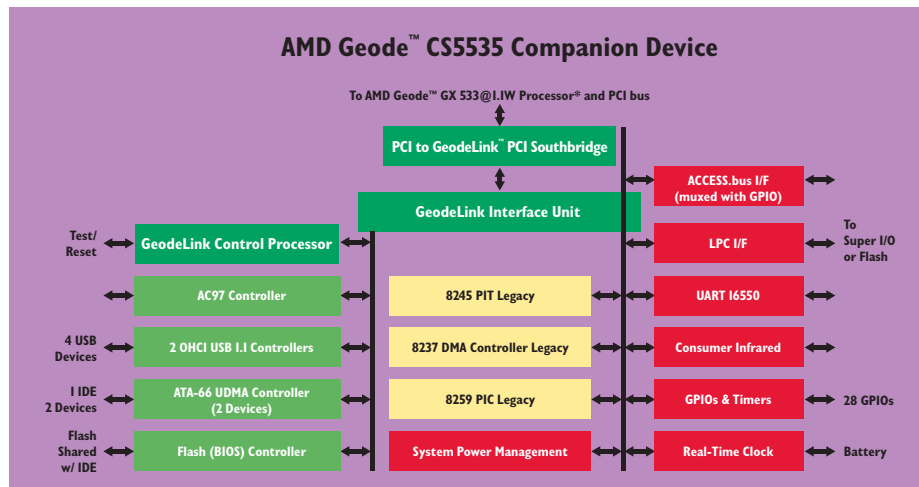 AMD Geode™ CS5535 Companion Device
To AMD Geode™ GX 533@1.1W Processor* and PCI bus
PCI to GeodeLink™ PCI Southbridge
GeodeLink Interface Unit
ACCESS.bus I/F
(muxed with GPIO)
Test/
Reset
GeodeLink Control Processor
LPC I/F
To
Super I/O
or Flash
AC97 Controller
8245 PIT Legacy
UART 16550
4 USB
Devices
2 OHCI USB 1.1 Controllers
8237 DMA Controller Legacy
Consumer Infrared
1 IDE
2 Devices
ATA-66 UDMA Controller
(2 Devices)
8259 PIC Legacy
GPIOs & Timers
28 GPIOs
Flash
Shared
w/ IDE
Flash (BIOS) Controller
System Power Management
Real-Time Clock
Battery